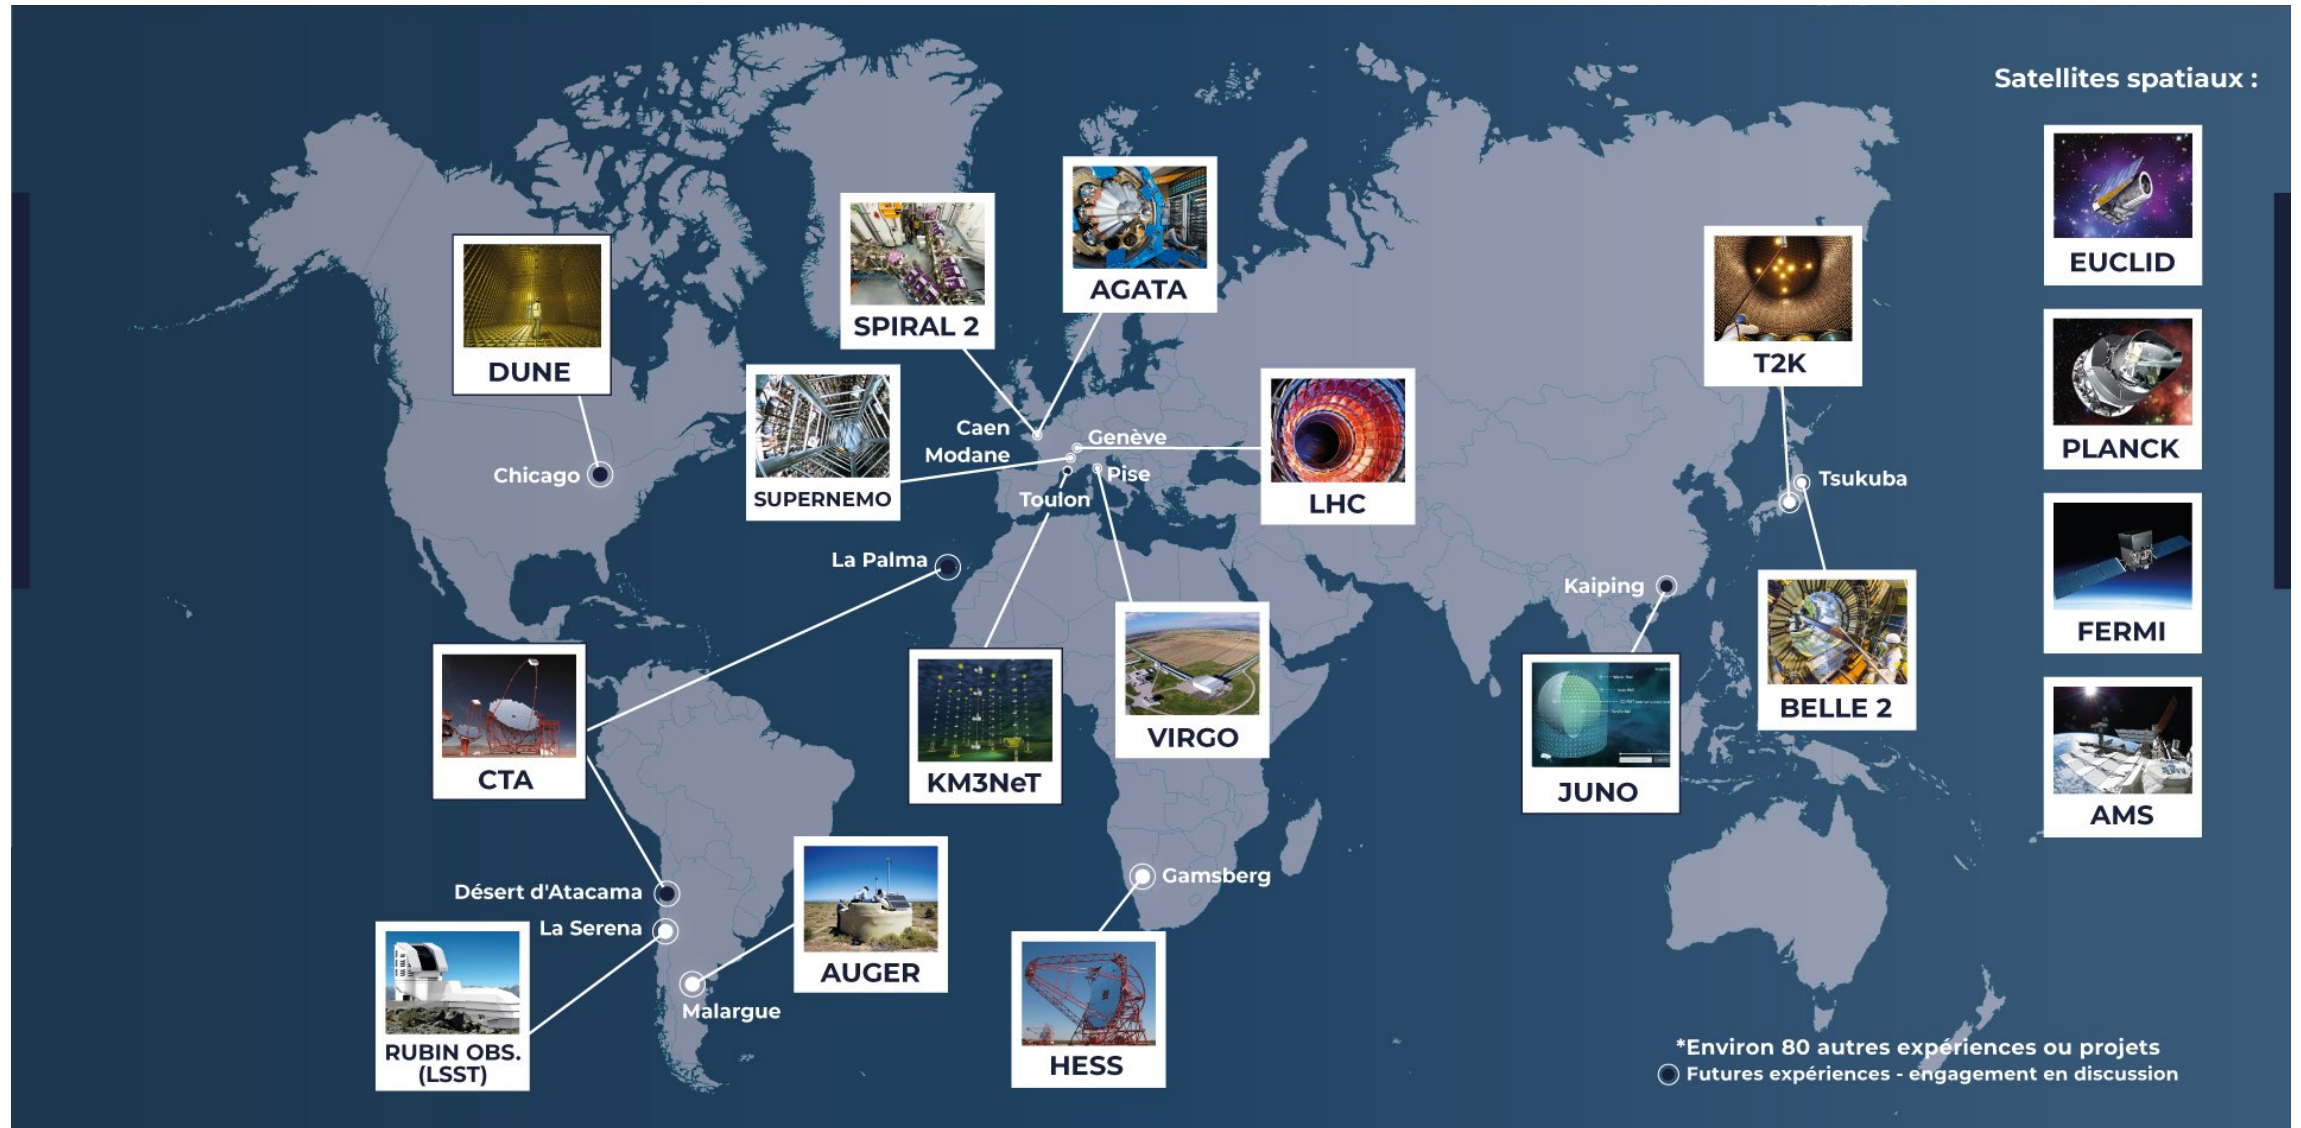 Satellites spatiaux :
EUCLID
PLANCK
FERMI
AMS
DUNE
Chicago
SPIRAL 2
AGATA
SUPERNEMO
Caen
Modane
Genève
Pise
Toulon
LHC
T2K
Tsukuba
La Palma
Kaiping
CTA
KM3NeT
VIRGO
JUNO
BELLE 2
Désert d'Atacama
La Serena
Malargue
AUGER
Gamsberg
HESS
RUBIN OBS.
(LSST)
*Environ 80 autres expériences ou projets
Futures expériences - engagement en discussion